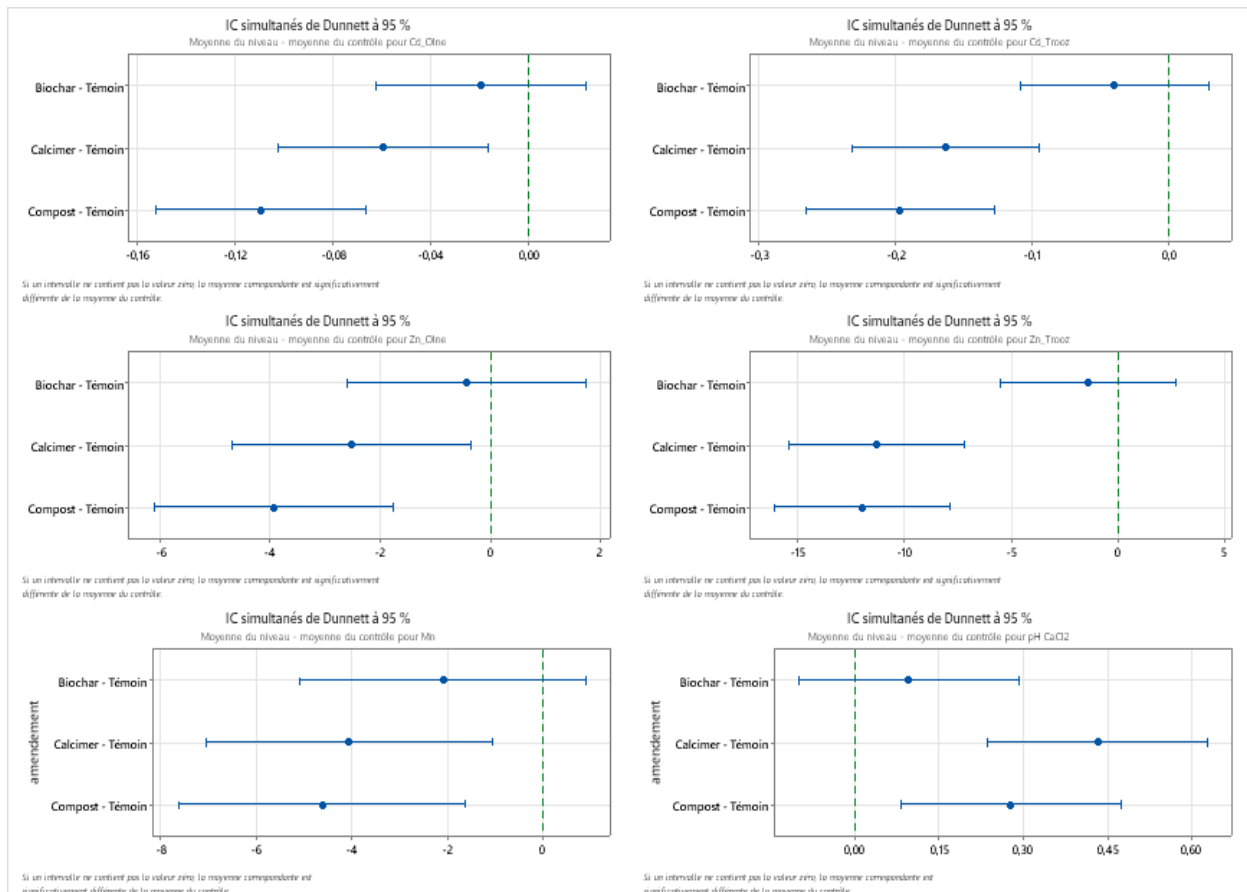 IC simultanés de Dunnett à 95 %
Moyenne du niveau - moyenne du contrôle pour Cd_Olne
Biochar - Témoin
Calcimer - Témoin
Compost - Témoin
-0,16 -0,12 -0,08 -0,04 0,00
Si un intervalle ne contient pas la valeur zéro, la moyenne correspondante est significativement
différente de la moyenne du contrôle.
IC simultanés de Dunnett à 95 %
Moyenne du niveau - moyenne du contrôle pour Cd_Trooz
Biochar - Témoin
Calcimer - Témoin
Compost - Témoin
-0,3 -0,2 -0,1 0,0
Si un intervalle ne contient pas la valeur zéro, la moyenne correspondante est significativement
différente de la moyenne du contrôle.
IC simultanés de Dunnett à 95 %
Moyenne du niveau - moyenne du contrôle pour Zn_Olne
Biochar - Témoin
Calcimer - Témoin
Compost - Témoin
-6 -4 -2 0 2
Si un intervalle ne contient pas la valeur zéro, la moyenne correspondante est significativement
différente de la moyenne du contrôle.
IC simultanés de Dunnett à 95 %
Moyenne du niveau - moyenne du contrôle pour Zn_Trooz
Biochar - Témoin
Calcimer - Témoin
Compost - Témoin
-15 -10 -5 0 5
Si un intervalle ne contient pas la valeur zéro, la moyenne correspondante est significativement
différente de la moyenne du contrôle.
IC simultanés de Dunnett à 95 %
Moyenne du niveau - moyenne du contrôle pour Mn
amendement
Biochar - Témoin
Calcimer - Témoin
Compost - Témoin
-8 -6 -4 -2 0
Si un intervalle ne contient pas la valeur zéro, la moyenne correspondante est
significativement différente de la moyenne du contrôle.
IC simultanés de Dunnett à 95 %
Moyenne du niveau - moyenne du contrôle pour pH CaCl2
amendement
Biochar - Témoin
Calcimer - Témoin
Compost - Témoin
0,00 0,15 0,30 0,45 0,60
Si un intervalle ne contient pas la valeur zéro, la moyenne correspondante est
significativement différente de la moyenne du contrôle.